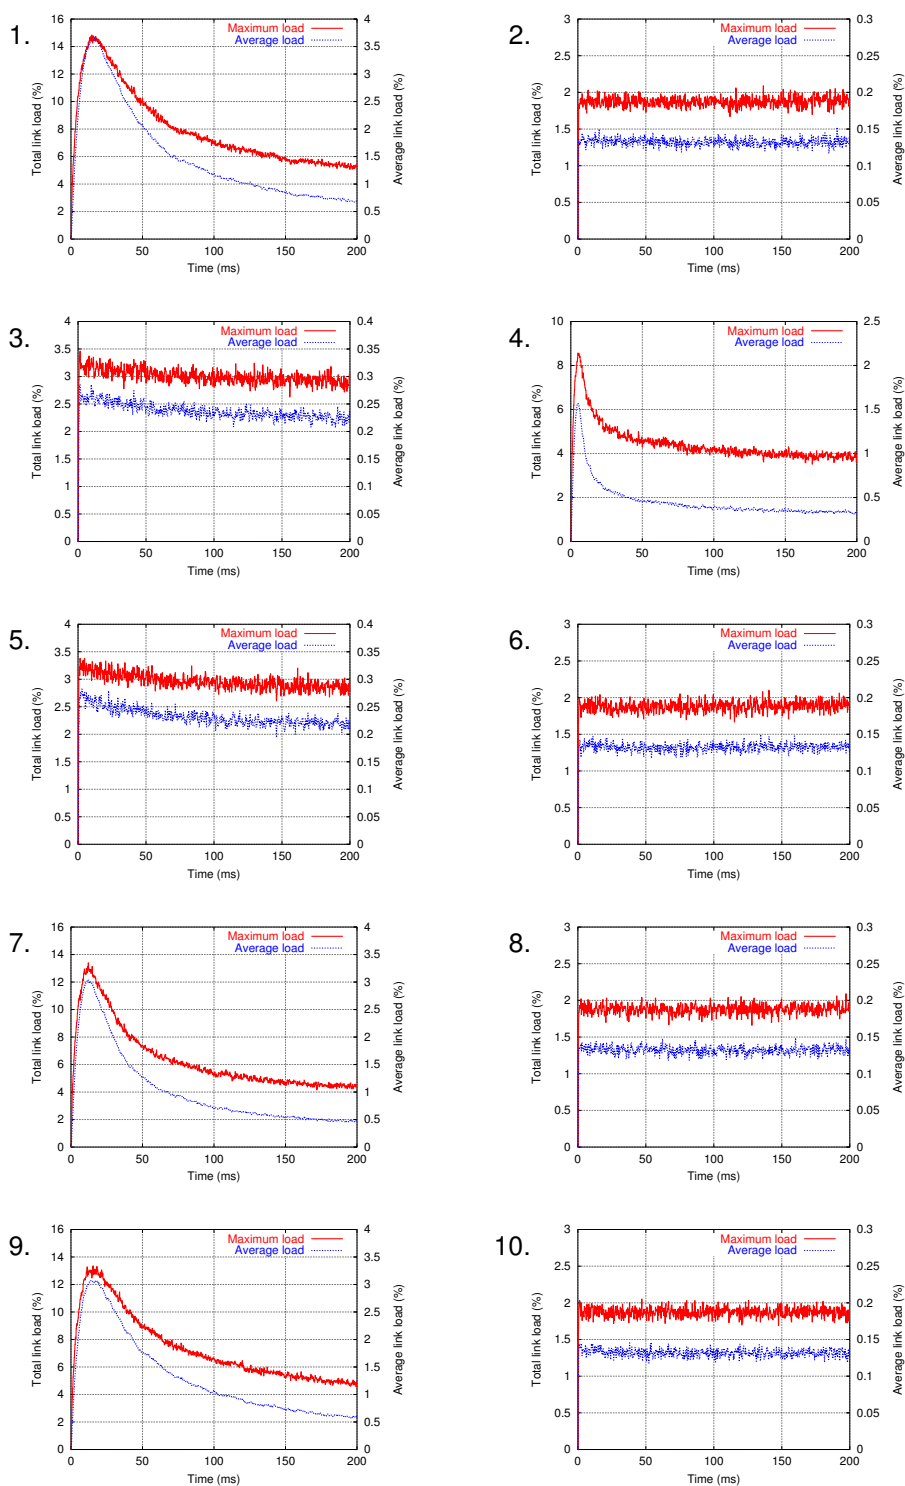 1.
Maximum load
Average load
Total link load (%)
Average link load (%)
0 2 4 6 8 10 12 14 16
0 0.5 1 1.5 2 2.5 3 3.5 4
0 50 100 150 200
Time (ms)
2.
Maximum load
Average load
Total link load (%)
Average link load (%)
0 0.5 1 1.5 2 2.5 3
0 0.05 0.1 0.15 0.2 0.25 0.3
0 50 100 150 200
Time (ms)
3.
Maximum load
Average load
Total link load (%)
Average link load (%)
0 0.5 1 1.5 2 2.5 3 3.5 4
0 0.05 0.1 0.15 0.2 0.25 0.3 0.35 0.4
0 50 100 150 200
Time (ms)
4.
Maximum load
Average load
Total link load (%)
Average link load (%)
0 2 4 6 8 10
0 0.5 1 1.5 2 2.5
0 50 100 150 200
Time (ms)
5.
Maximum load
Average load
Total link load (%)
Average link load (%)
0 0.5 1 1.5 2 2.5 3 3.5 4
0 0.05 0.1 0.15 0.2 0.25 0.3 0.35 0.4
0 50 100 150 200
Time (ms)
6.
Maximum load
Average load
Total link load (%)
Average link load (%)
0 0.5 1 1.5 2 2.5 3
0 0.05 0.1 0.15 0.2 0.25 0.3
0 50 100 150 200
Time (ms)
7.
Maximum load
Average load
Total link load (%)
Average link load (%)
0 2 4 6 8 10 12 14 16
0 0.5 1 1.5 2 2.5 3 3.5 4
0 50 100 150 200
Time (ms)
8.
Maximum load
Average load
Total link load (%)
Average link load (%)
0 0.5 1 1.5 2 2.5 3
0 0.05 0.1 0.15 0.2 0.25 0.3
0 50 100 150 200
Time (ms)
9.
Maximum load
Average load
Total link load (%)
Average link load (%)
0 2 4 6 8 10 12 14 16
0 0.5 1 1.5 2 2.5 3 3.5 4
0 50 100 150 200
Time (ms)
10.
Maximum load
Average load
Total link load (%)
Average link load (%)
0 0.5 1 1.5 2 2.5 3
0 0.05 0.1 0.15 0.2 0.25 0.3
0 50 100 150 200
Time (ms)